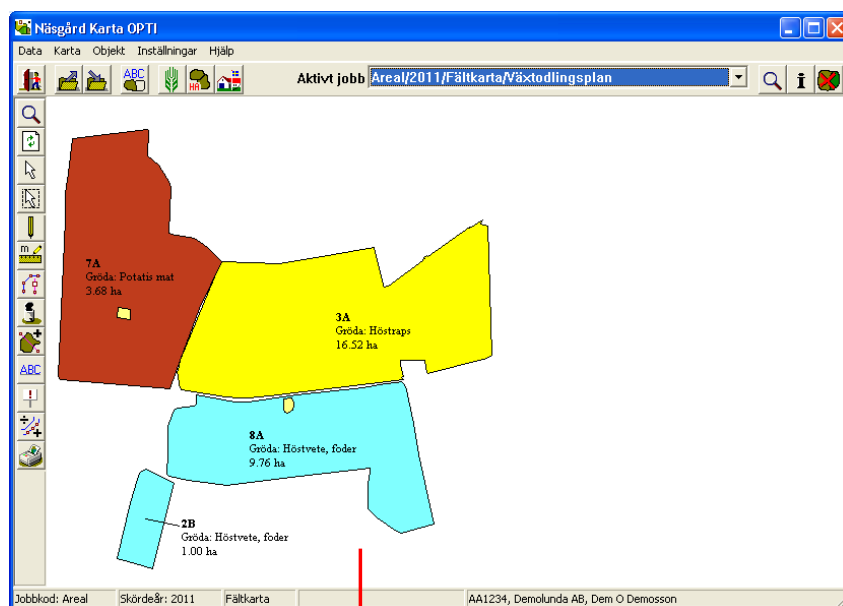 Näsgård Karta OPTI
Data Karta Objekt Inställningar Hjälp
ABC
HA
Aktivt jobb Areal/2011/Fältkarta/Växtodlingsplan
i
m
ABC
7A
Gröda: Potatis mat
3.68 ha
3A
Gröda: Höstraps
16.52 ha
8A
Gröda: Höstvete, foder
9.76 ha
2B
Gröda: Höstvete, foder
1.00 ha
Jobbkod: Areal Skördeår: 2011 Fältkarta AA1234, Demolunda AB, Dem O Demosson